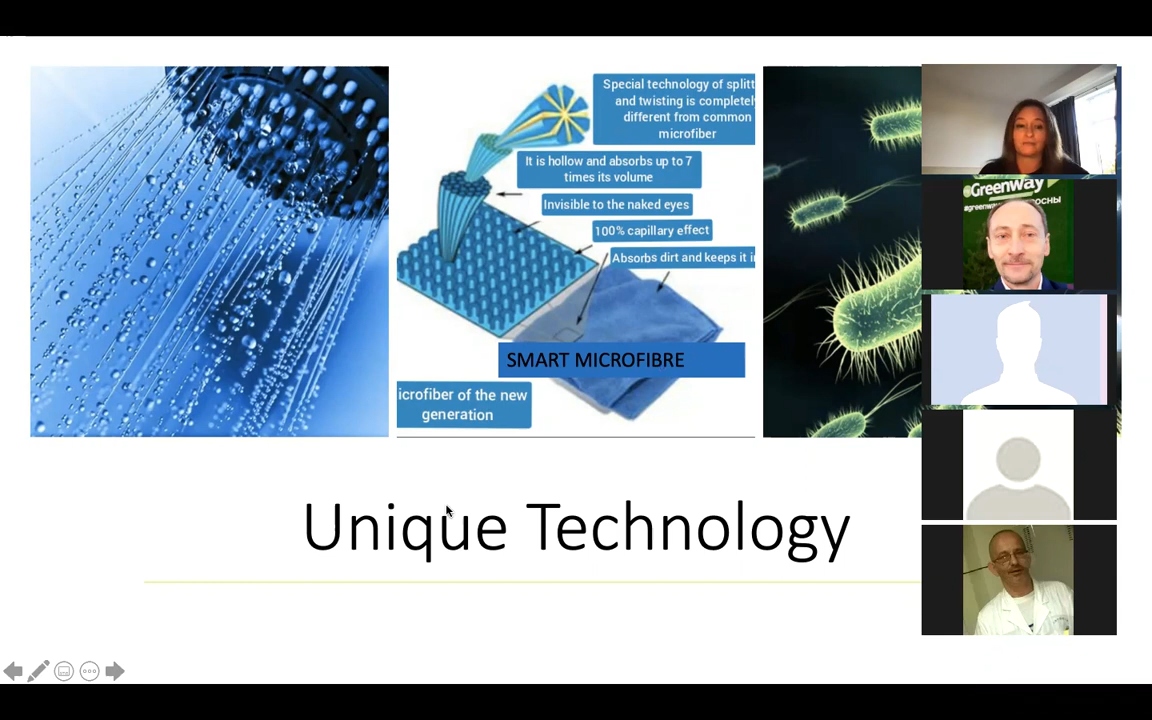 Special technology of splitt
and twisting is completel
different from common
microfiber
It is hollow and absorbs up to 7
times its volume
Invisible to the naked eyes
100% capillary effect
Absorbs dirt and keeps it i
SMART MICROFIBRE
icrofiber of the new
generation
Unique Technology
Greenway